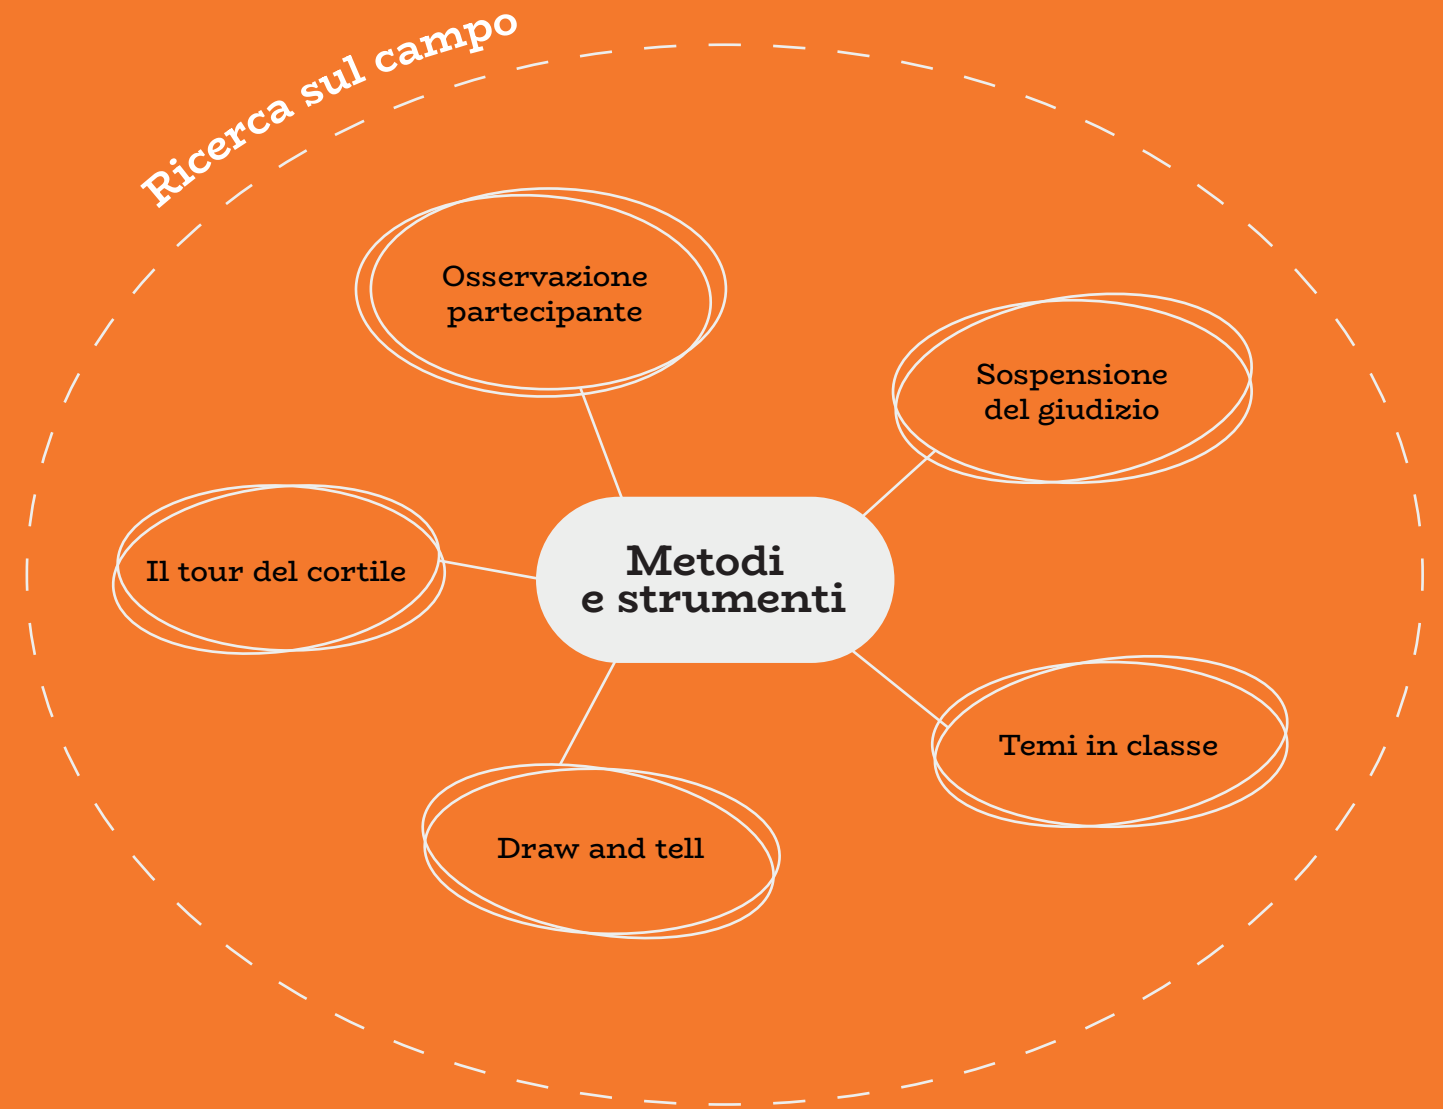 Ricerca sul campo
Osservazione
partecipante
Sospensione
del giudizio
Il tour del cortile
Metodi
e strumenti
Temi in classe
Draw and tell